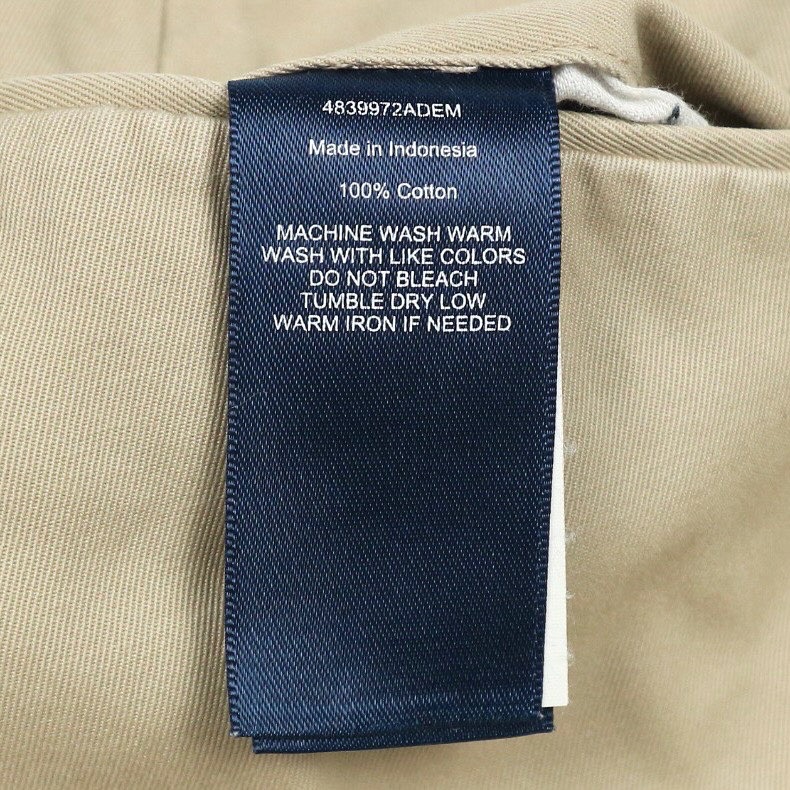 4839972ADEM
Made in Indonesia
100% Cotton
MACHINE WASH WARM
WASH WITH LIKE COLORS
DO NOT BLEACH
TUMBLE DRY LOW
WARM IRON IF NEEDED